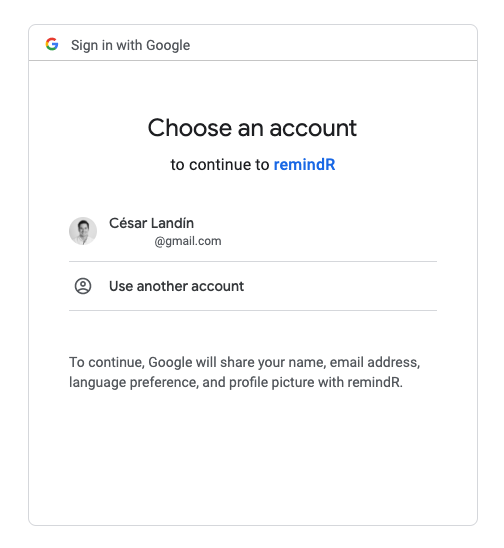 Sign in with Google
Choose an account
to continue to remindR
César Landín
@gmail.com
Use another account
To continue, Google will share your name, email address,
language preference, and profile picture with remindR.